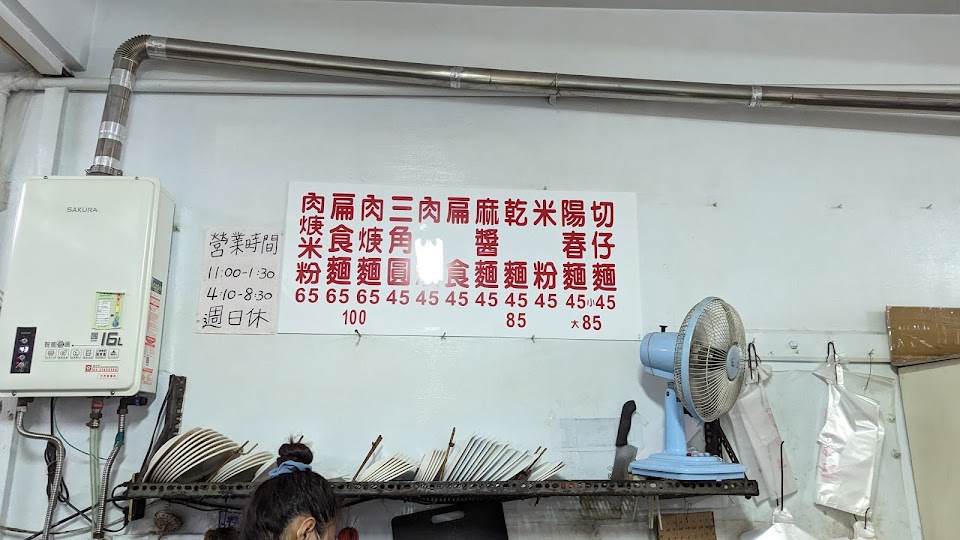 切仔麵
陽春麵
米粉
乾麵
麻醬麵
扁食
肉
三角圓
肉焿麵
扁食麵
肉焿米粉
65 65 65 45 45 45 45 45 45 45 小45
100 85 大85
營業時間
11:00-1:30
4:10-8:30
週日休
SAKURA
16L